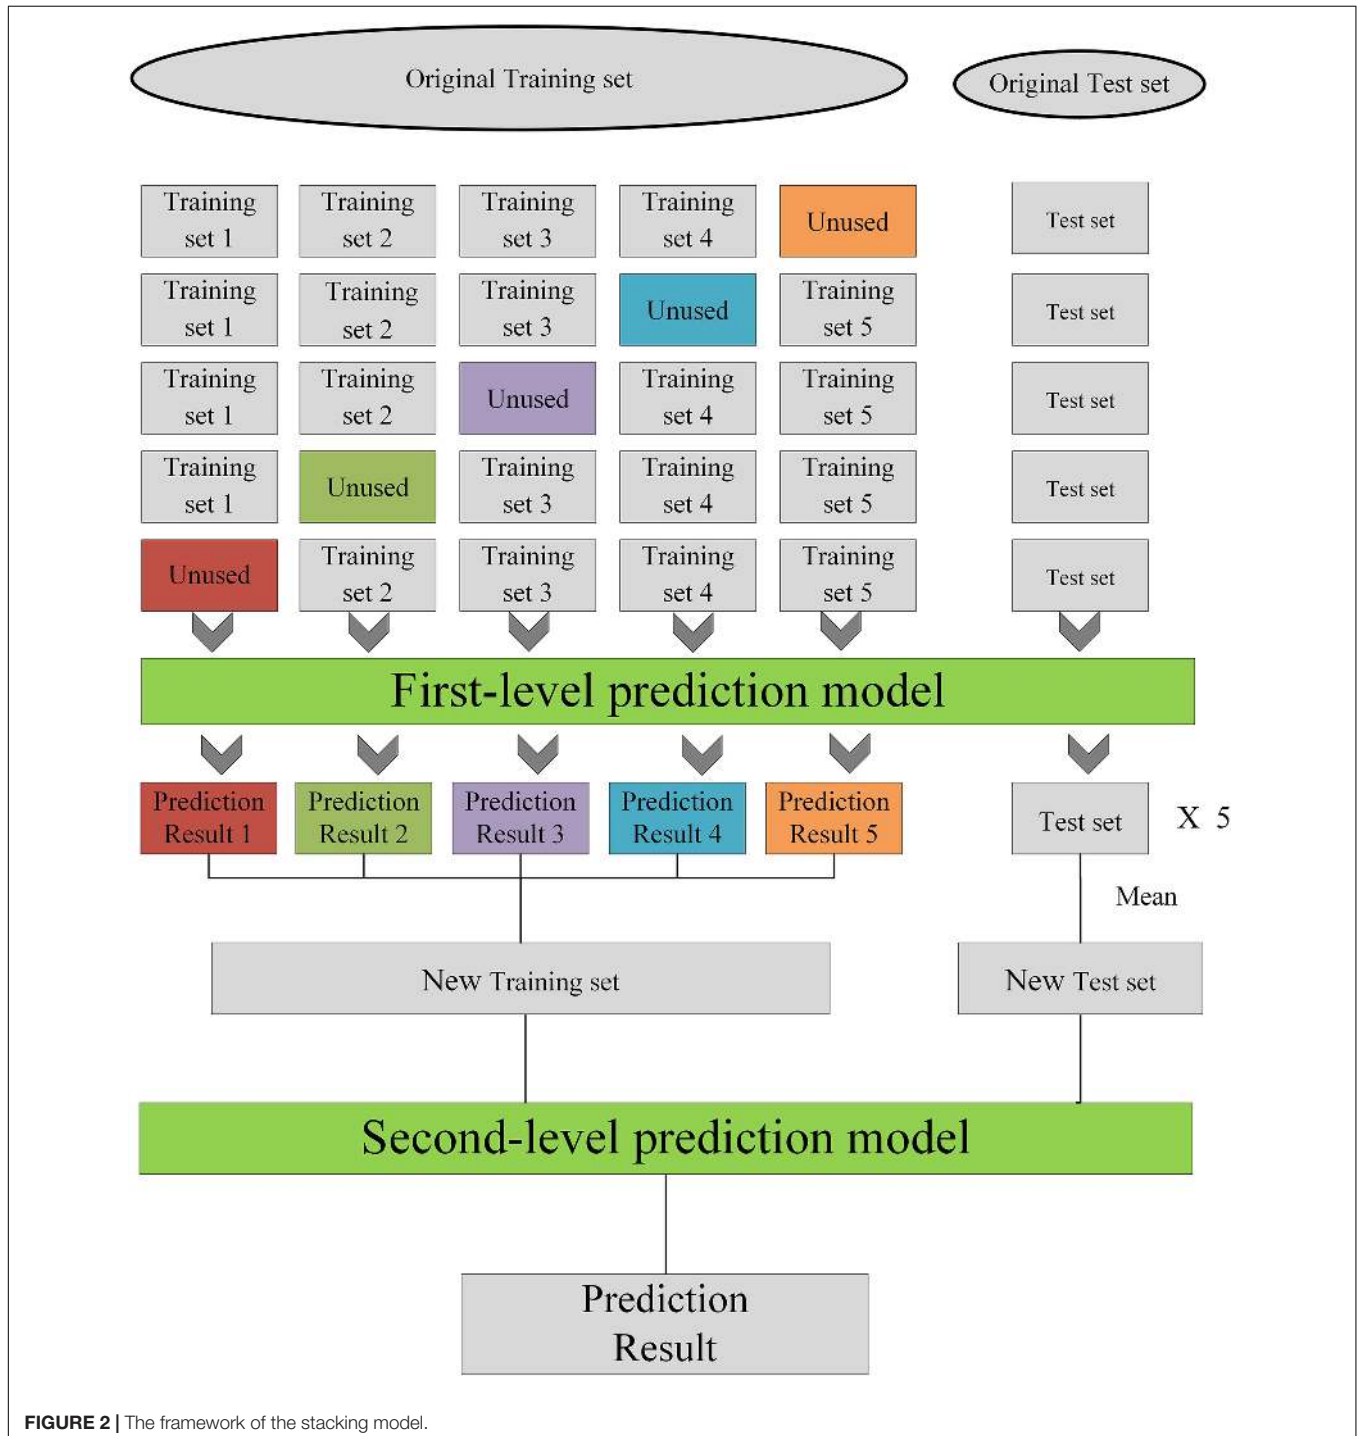 Original Training set
Original Test set
Training set 1
Training set 2
Training set 3
Training set 4
Unused
Test set
Training set 1
Training set 2
Training set 3
Unused
Training set 5
Test set
Training set 1
Training set 2
Unused
Training set 4
Training set 5
Test set
Training set 1
Unused
Training set 3
Training set 4
Training set 5
Test set
Unused
Training set 2
Training set 3
Training set 4
Training set 5
Test set
First-level prediction model
Prediction Result 1
Prediction Result 2
Prediction Result 3
Prediction Result 4
Prediction Result 5
Test set
X 5
Mean
New Training set
New Test set
Second-level prediction model
Prediction
Result
FIGURE 2 | The framework of the stacking model.